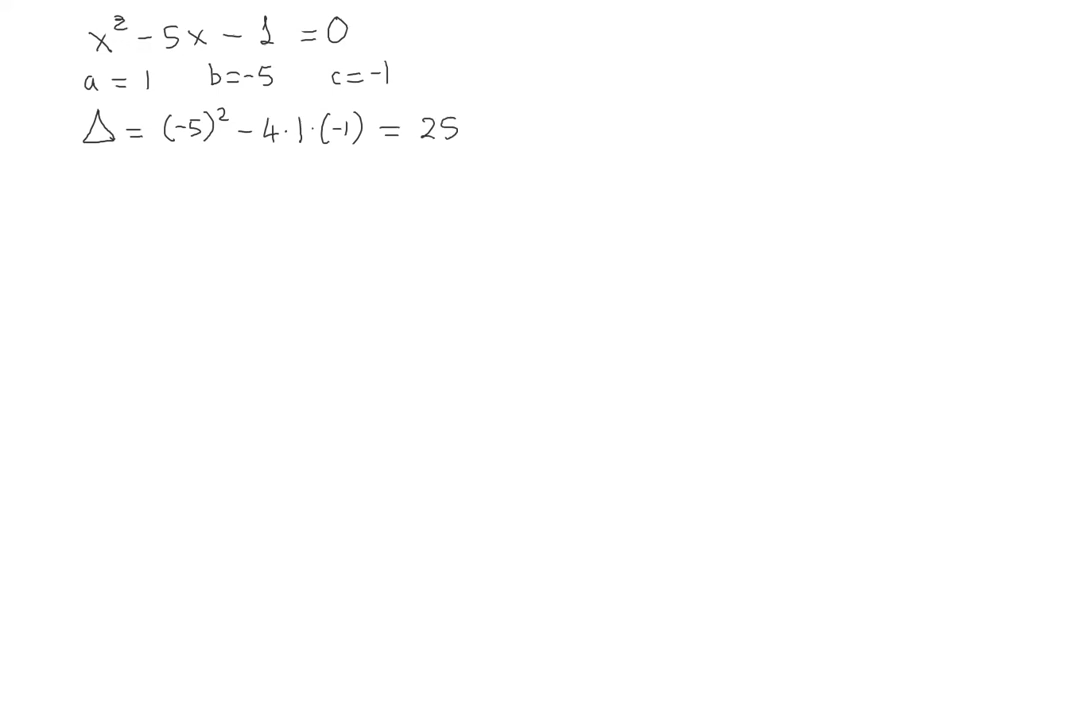 x² - 5x - 1 = 0
a = 1 b = -5 c = -1
Δ = (-5)² - 4 · 1 · (-1) = 25